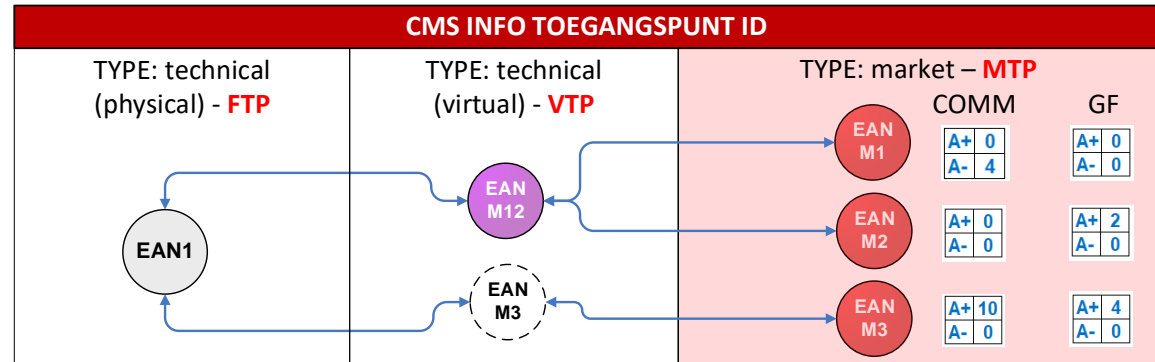 CMS INFO TOEGANGSPUNT ID
TYPE: technical
(physical) - FTP
TYPE: technical
(virtual) - VTP
TYPE: market – MTP
COMM GF
EAN1
EAN
M12
EAN
M3
EAN
M1
A+ 0
A- 4
A+ 0
A- 0
EAN
M2
A+ 0
A- 0
A+ 2
A- 0
EAN
M3
A+ 10
A- 0
A+ 4
A- 0